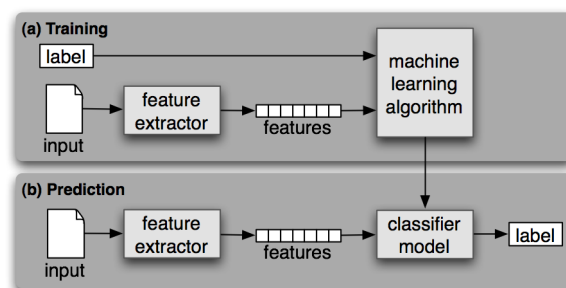 (a) Training
label
machine
learning
algorithm
feature
extractor
features
input
(b) Prediction
feature
extractor
features
classifier
model
label
input